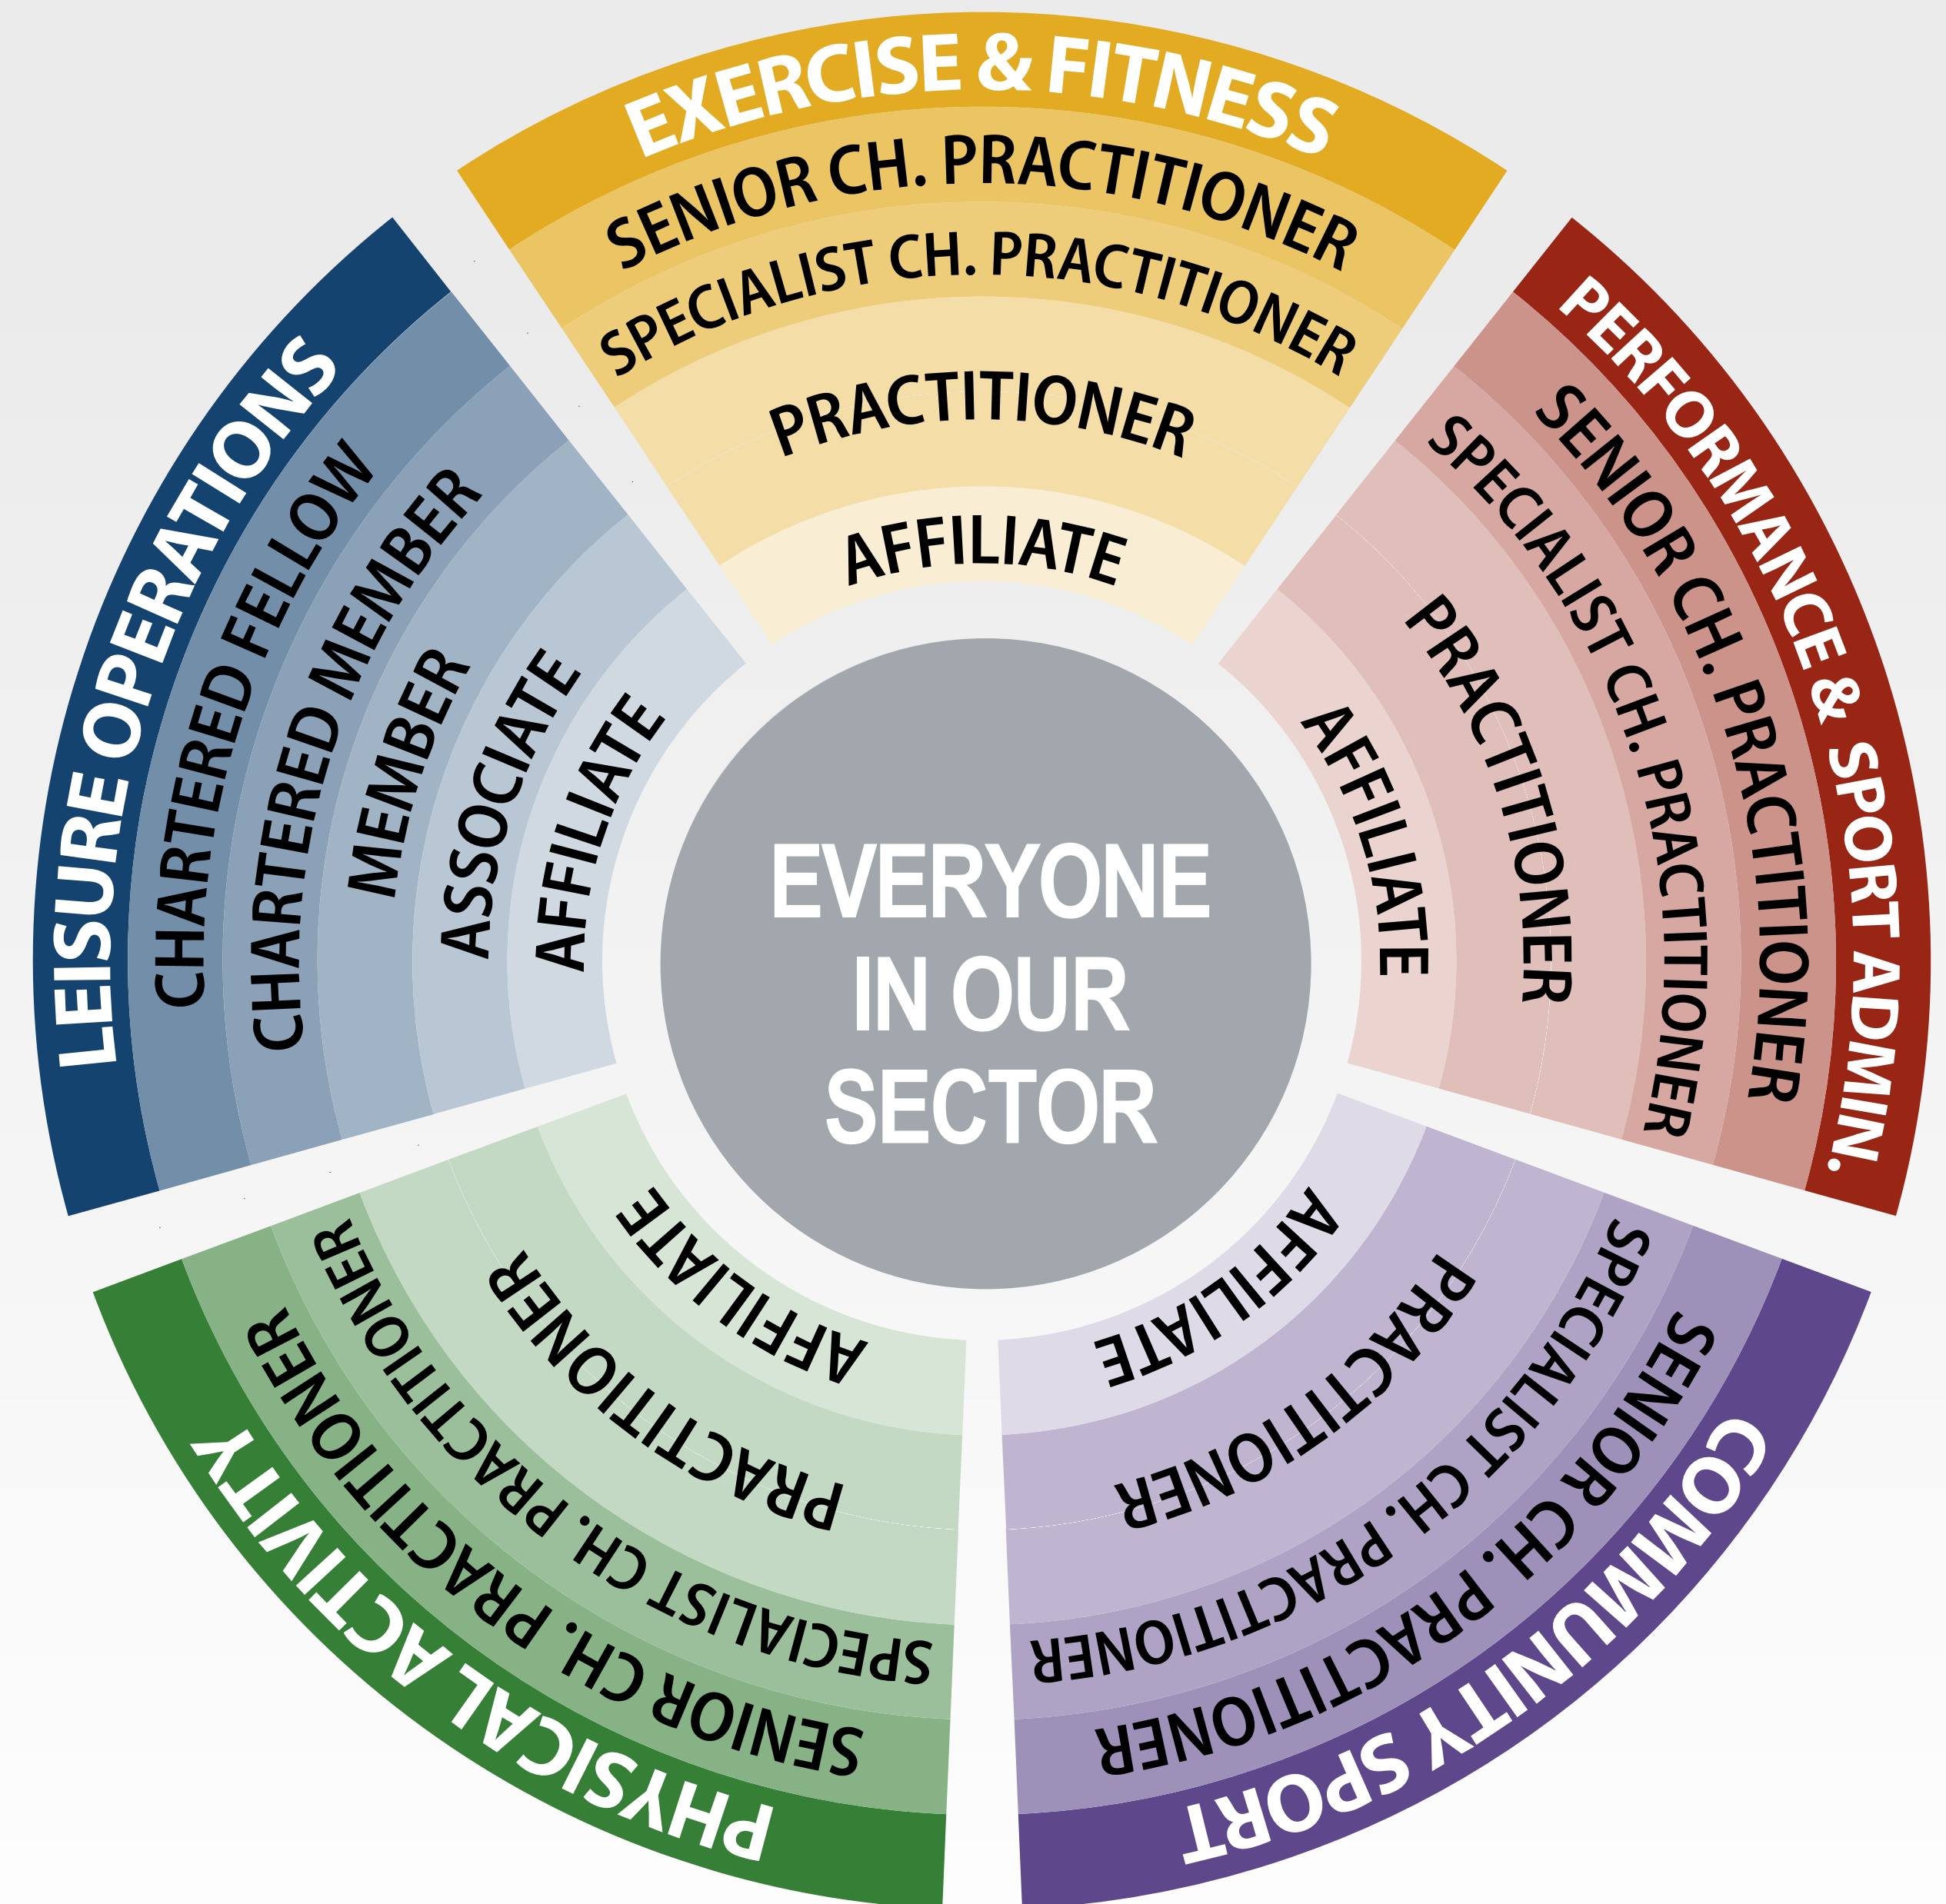 EXERCISE & FITNESS
SENIOR CH. PRACTITIONER
SPECIALIST CH. PRACTITIONER
PRACTITIONER
AFFILIATE
PERFORMANCE & SPORT ADMIN.
SENIOR CH. PRACTITIONER
SPECIALIST CH. PRACTITIONER
PRACTITIONER
AFFILIATE
COMMUNITY SPORT
SENIOR CH. PRACTITIONER
SPECIALIST CH. PRACTITIONER
PRACTITIONER
AFFILIATE
PHYSICAL ACTIVITY
SENIOR CH. PRACTITIONER
SPECIALIST CH. PRACTITIONER
PRACTITIONER
AFFILIATE
LEISURE OPERATIONS
CHARTERED FELLOW
CHARTERED MEMBER
MEMBER
ASSOCIATE
AFFILIATE
EVERYONE
IN OUR
SECTOR